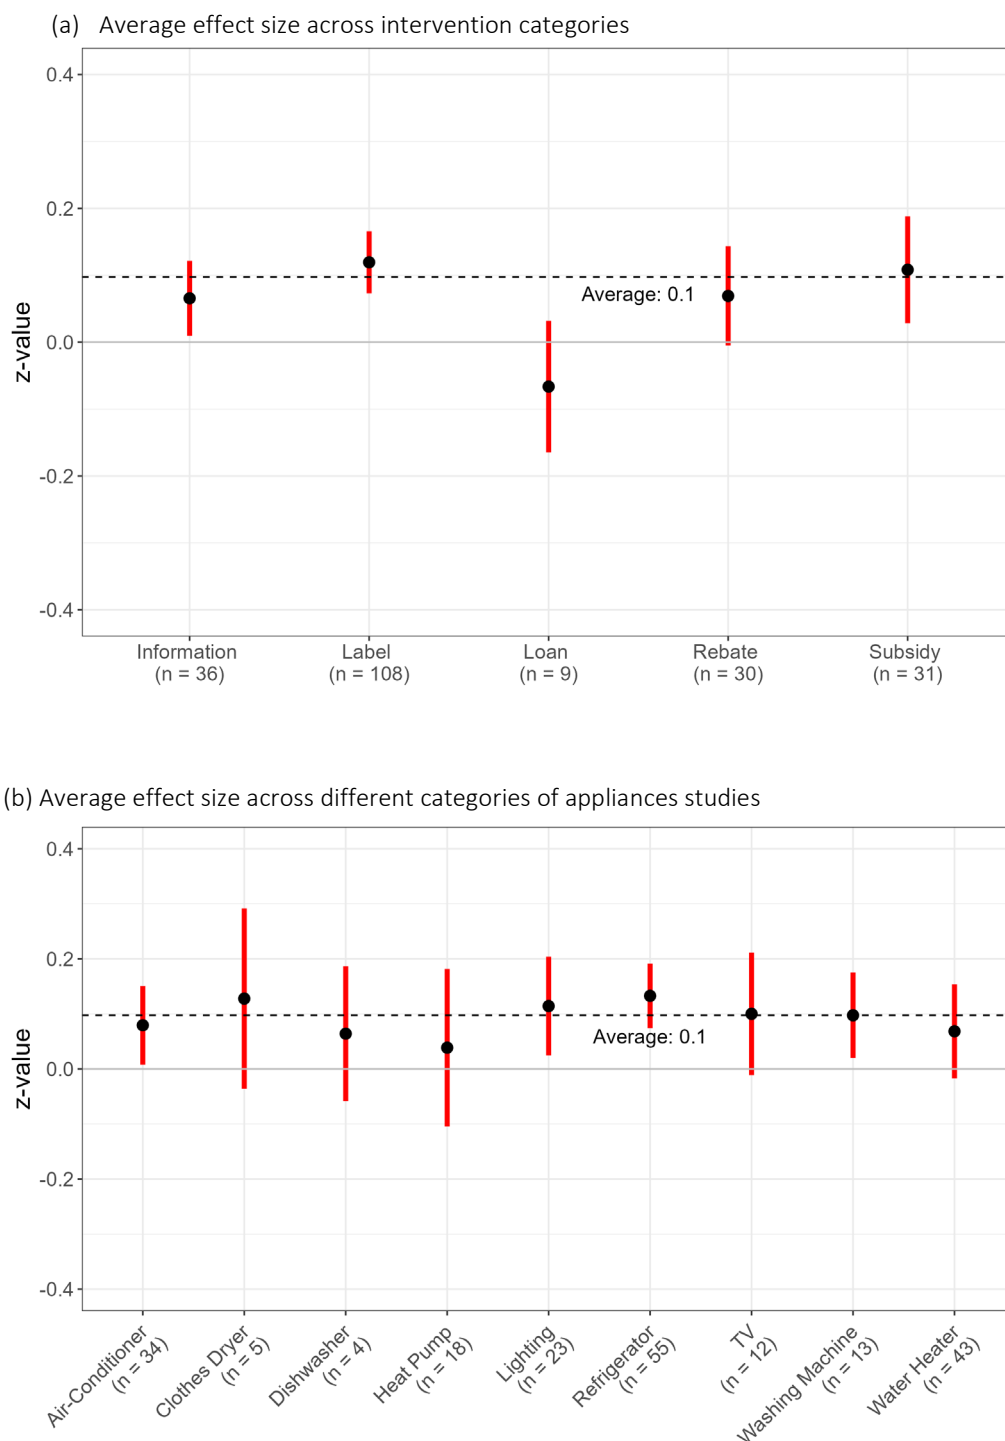 (a) Average effect size across intervention categories
0.4
0.2
0.0
-0.2
-0.4
z-value
Average: 0.1
Information
(n = 36)
Label
(n = 108)
Loan
(n = 9)
Rebate
(n = 30)
Subsidy
(n = 31)
(b) Average effect size across different categories of appliances studies
0.4
0.2
0.0
-0.2
-0.4
z-value
Average: 0.1
Air-Conditioner
(n = 34)
Clothes Dryer
(n = 5)
Dishwasher
(n = 4)
Heat Pump
(n = 18)
Lighting
(n = 23)
Refrigerator
(n = 55)
TV
(n = 12)
Washing Machine
(n = 13)
Water Heater
(n = 43)